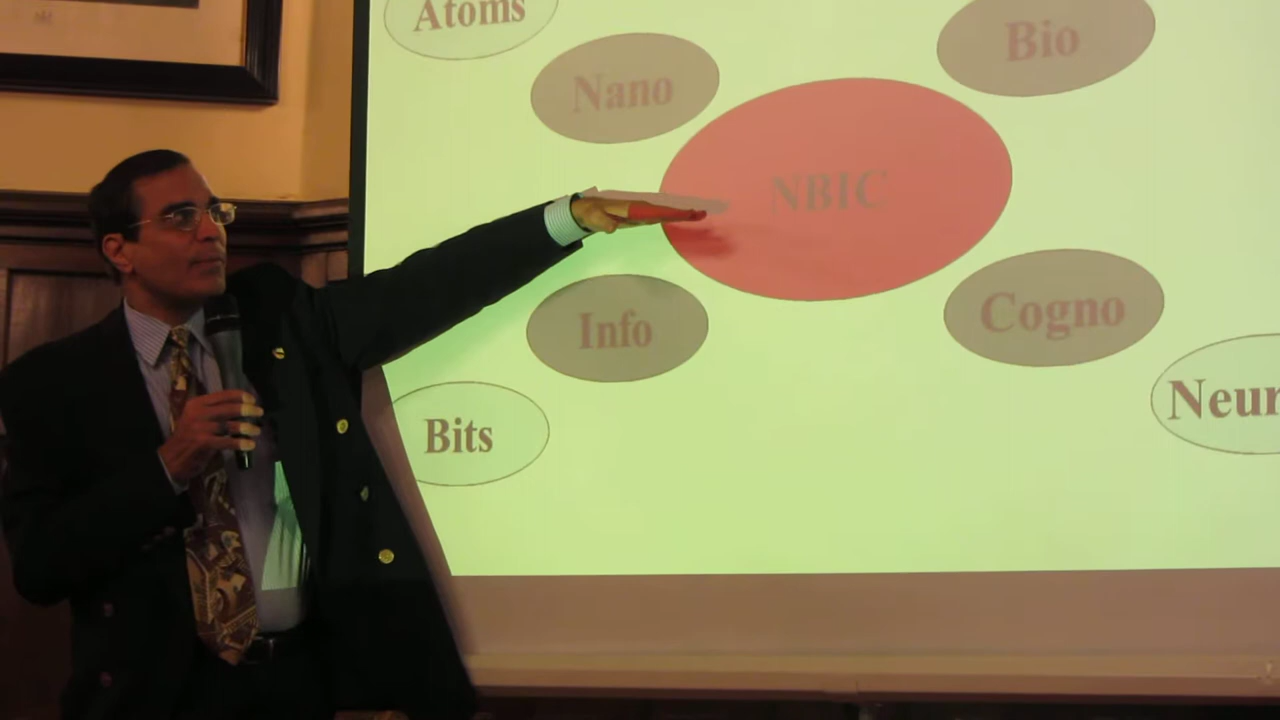 Atoms
Nano
Bio
NBIC
Info
Cogno
Bits
Neur